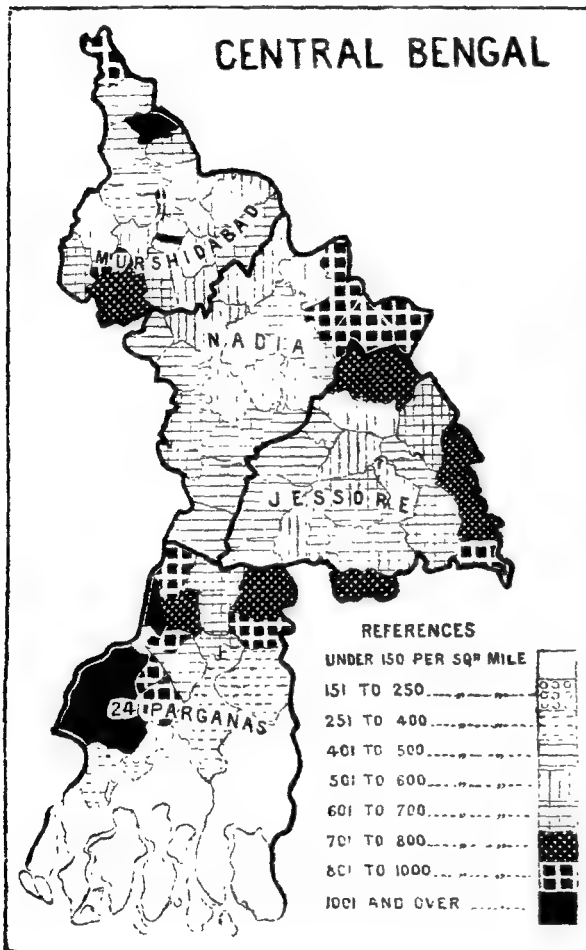 CENTRAL BENGAL
MURSHIDABAD
NADIA
JESSORE
24 PARGANAS
REFERENCES
UNDER 150 PER SQR MILE
151 TO 250 " "
251 TO 400 " "
401 TO 500 " "
501 TO 600 " "
601 TO 700 " "
701 TO 800 " "
801 TO 1000 " "
1001 AND OVER